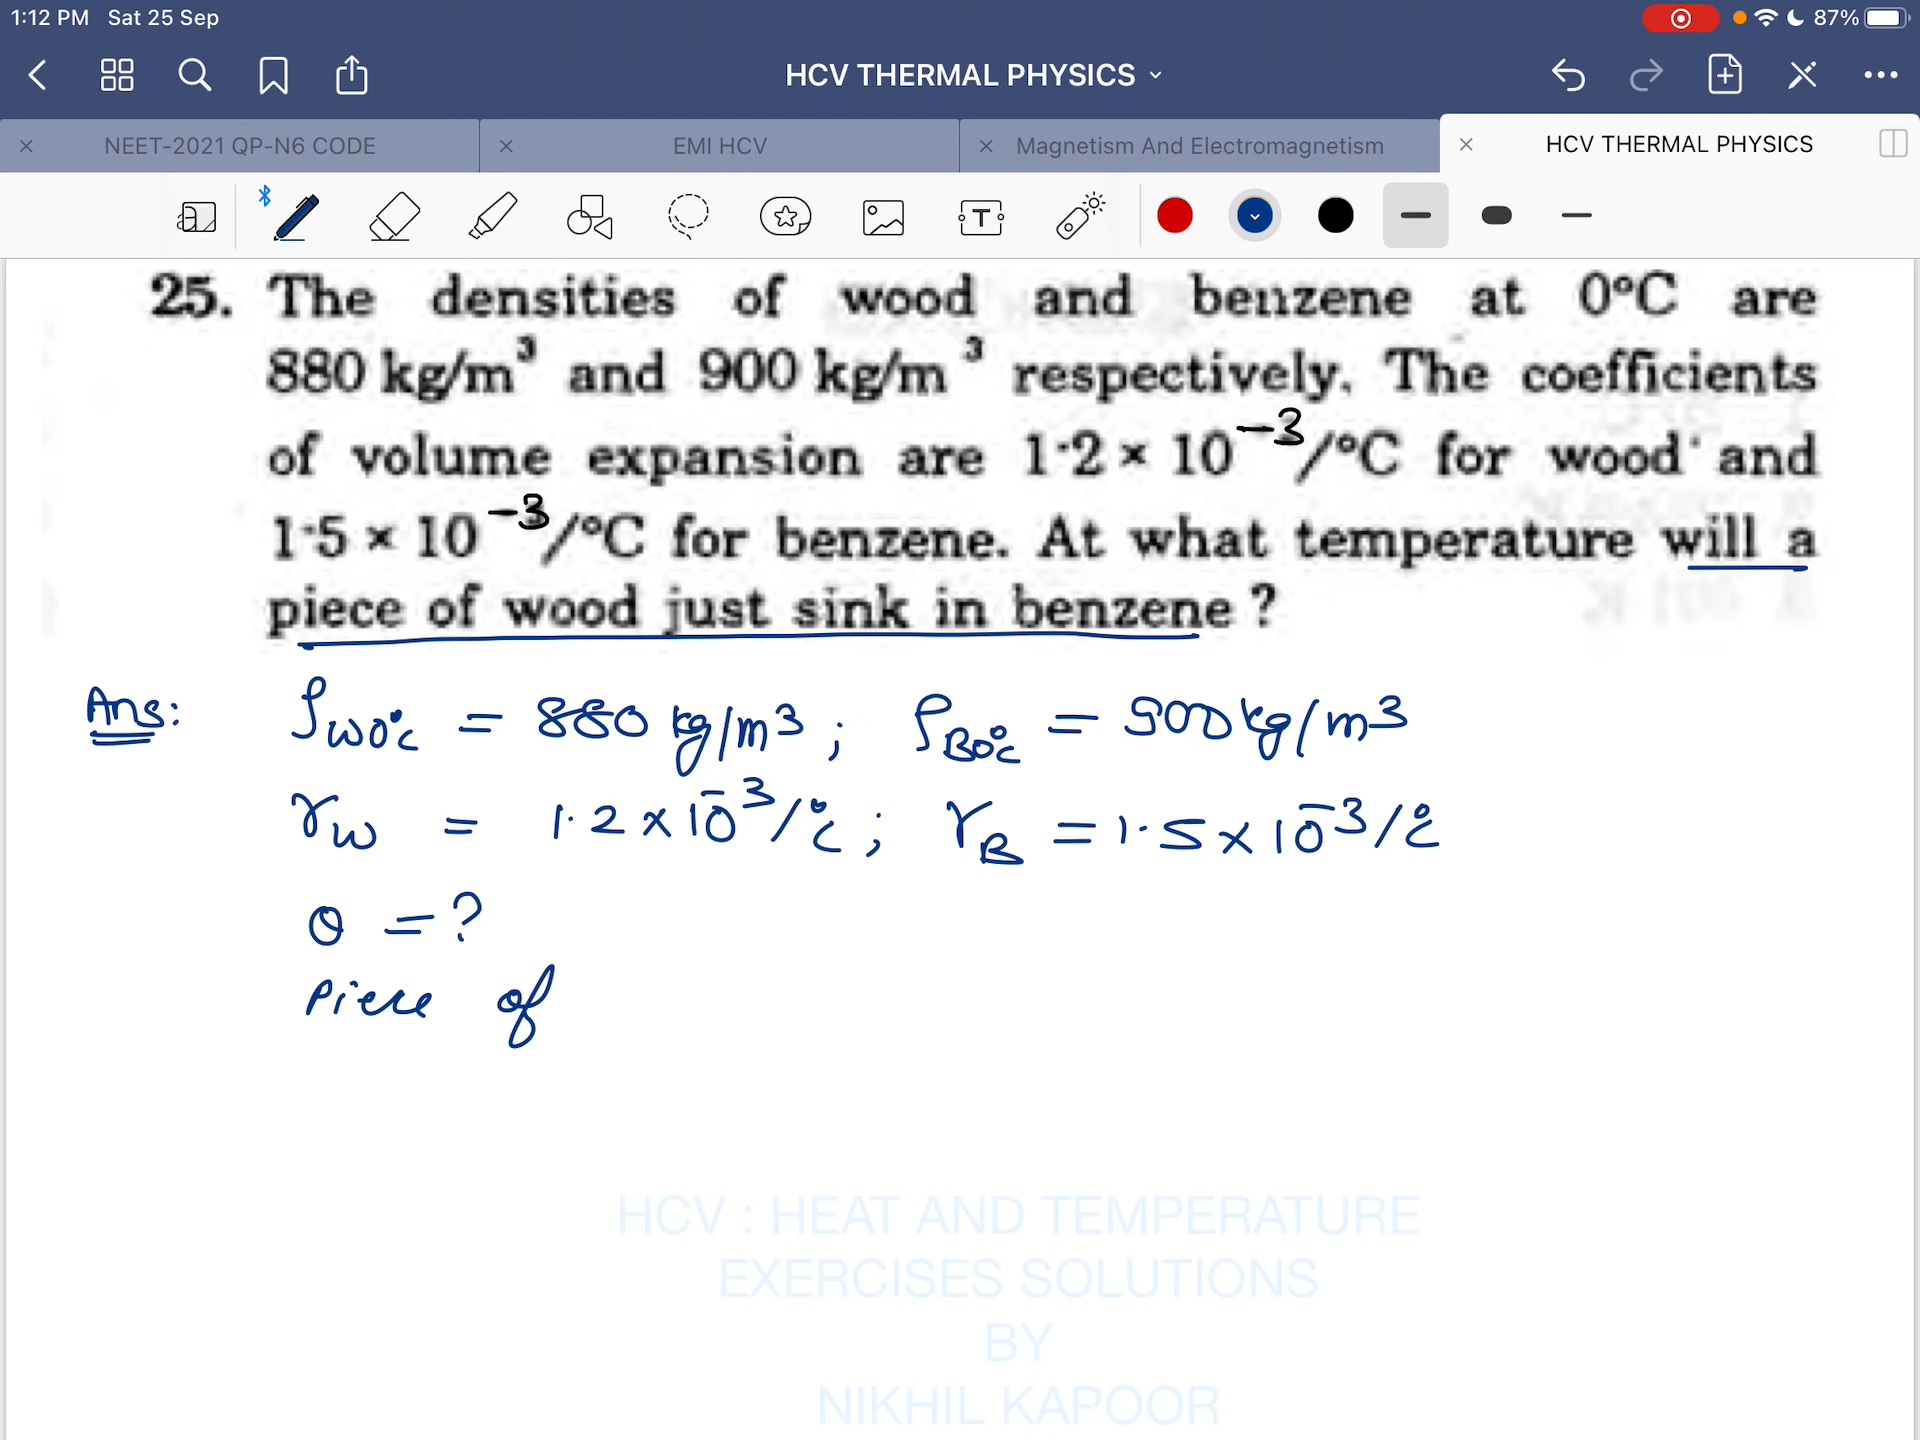 1:12 PM Sat 25 Sep
87%
HCV THERMAL PHYSICS
NEET-2021 QP-N6 CODE
EMI HCV
Magnetism And Electromagnetism
HCV THERMAL PHYSICS
25. The densities of wood and benzene at 0°C are
880 kg/m³ and 900 kg/m³ respectively. The coefficients
of volume expansion are 1·2 × 10⁻³/°C for wood and
1·5 × 10⁻³/°C for benzene. At what temperature will a
piece of wood just sink in benzene ?
Ans: ρ_W0°C = 880 kg/m3 ; ρ_B0°C = 900 kg/m3
γ_W = 1.2 × 10⁻³/°C ; γ_B = 1.5 × 10⁻³/°C
θ = ?
Piece of
HCV : HEAT AND TEMPERATURE
EXERCISES SOLUTIONS
BY
NIKHIL KAPOOR